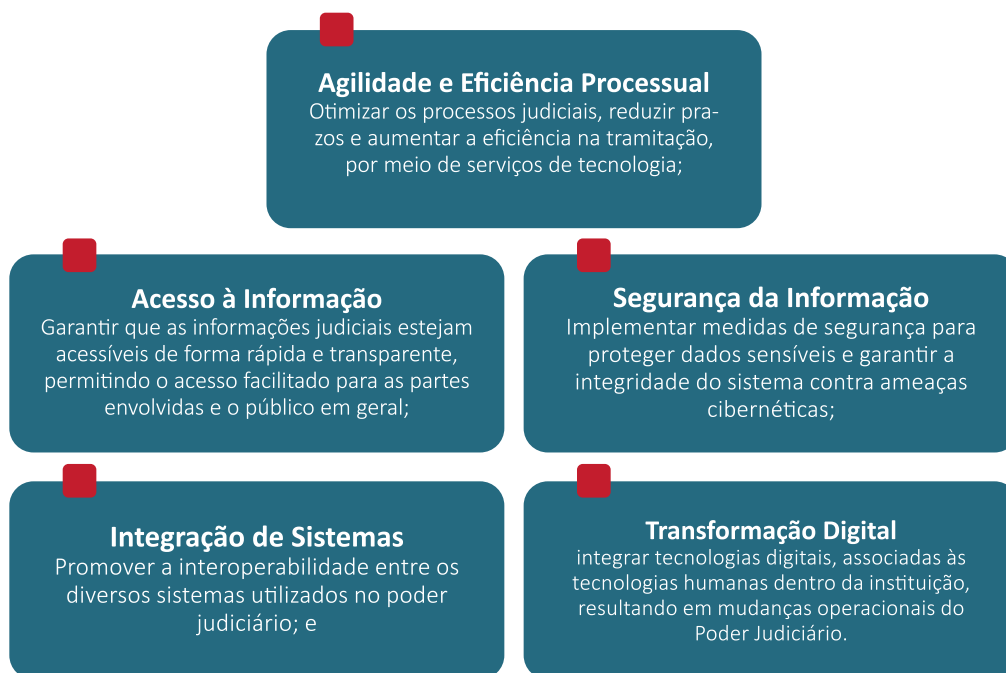 Agilidade e Eficiência Processual
Otimizar os processos judiciais, reduzir pra-
zos e aumentar a eficiência na tramitação,
por meio de serviços de tecnologia;
Acesso à Informação
Garantir que as informações judiciais estejam
acessíveis de forma rápida e transparente,
permitindo o acesso facilitado para as partes
envolvidas e o público em geral;
Segurança da Informação
Implementar medidas de segurança para
proteger dados sensíveis e garantir a
integridade do sistema contra ameaças
cibernéticas;
Integração de Sistemas
Promover a interoperabilidade entre os
diversos sistemas utilizados no poder
judiciário; e
Transformação Digital
integrar tecnologias digitais, associadas às
tecnologias humanas dentro da instituição,
resultando em mudanças operacionais do
Poder Judiciário.